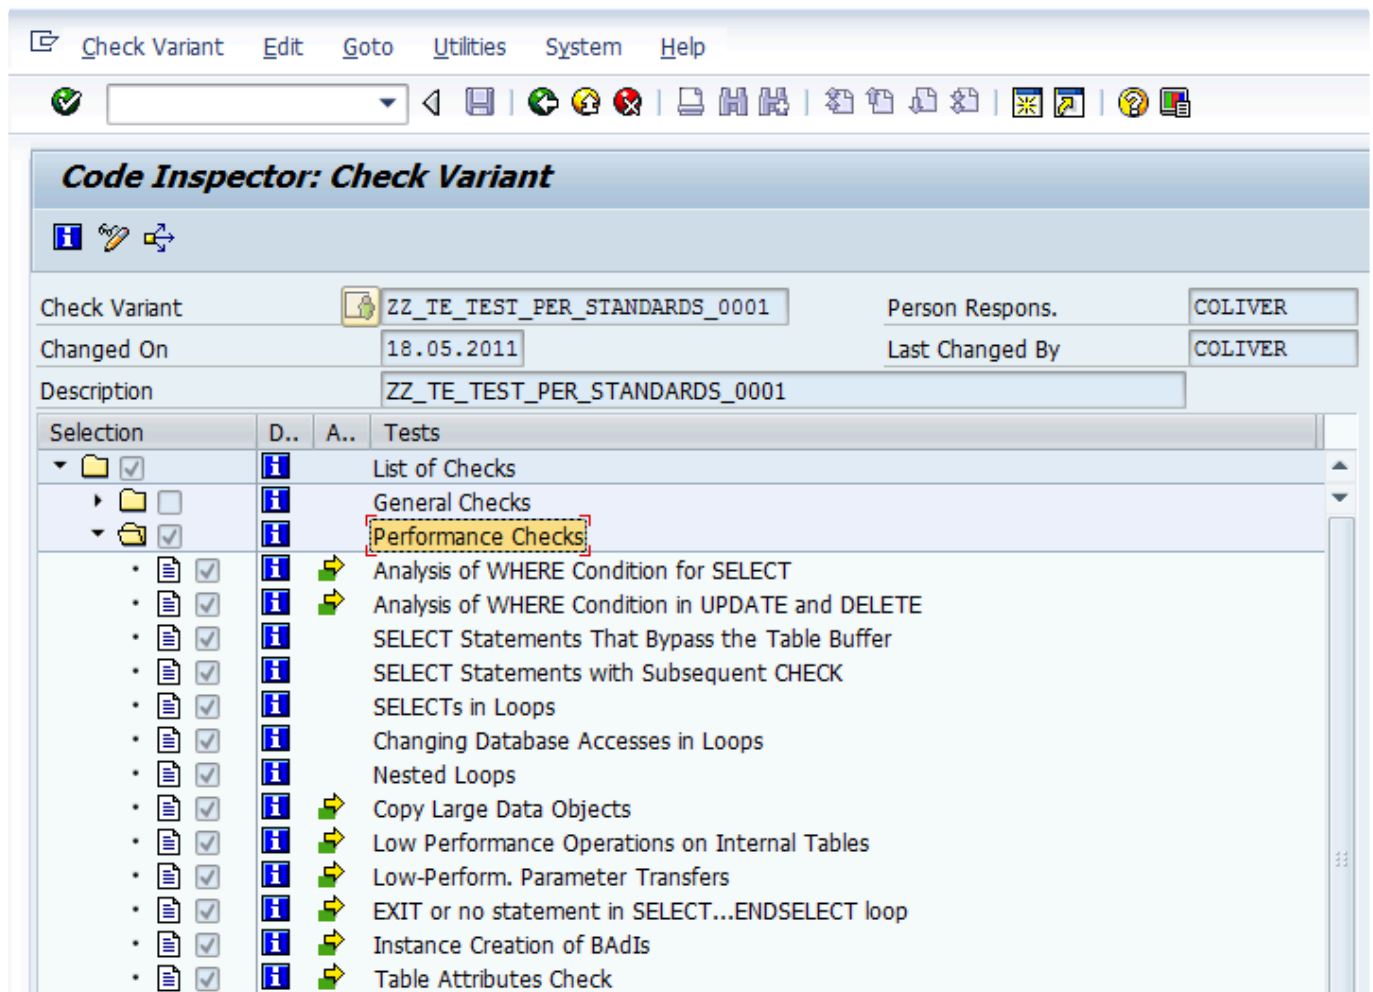 Check Variant Edit Goto Utilities System Help
Code Inspector: Check Variant
Check Variant ZZ_TE_TEST_PER_STANDARDS_0001 Person Respons. COLIVER
Changed On 18.05.2011 Last Changed By COLIVER
Description ZZ_TE_TEST_PER_STANDARDS_0001
Selection D.. A.. Tests
List of Checks
General Checks
Performance Checks
Analysis of WHERE Condition for SELECT
Analysis of WHERE Condition in UPDATE and DELETE
SELECT Statements That Bypass the Table Buffer
SELECT Statements with Subsequent CHECK
SELECTs in Loops
Changing Database Accesses in Loops
Nested Loops
Copy Large Data Objects
Low Performance Operations on Internal Tables
Low-Perform. Parameter Transfers
EXIT or no statement in SELECT...ENDSELECT loop
Instance Creation of BAdIs
Table Attributes Check